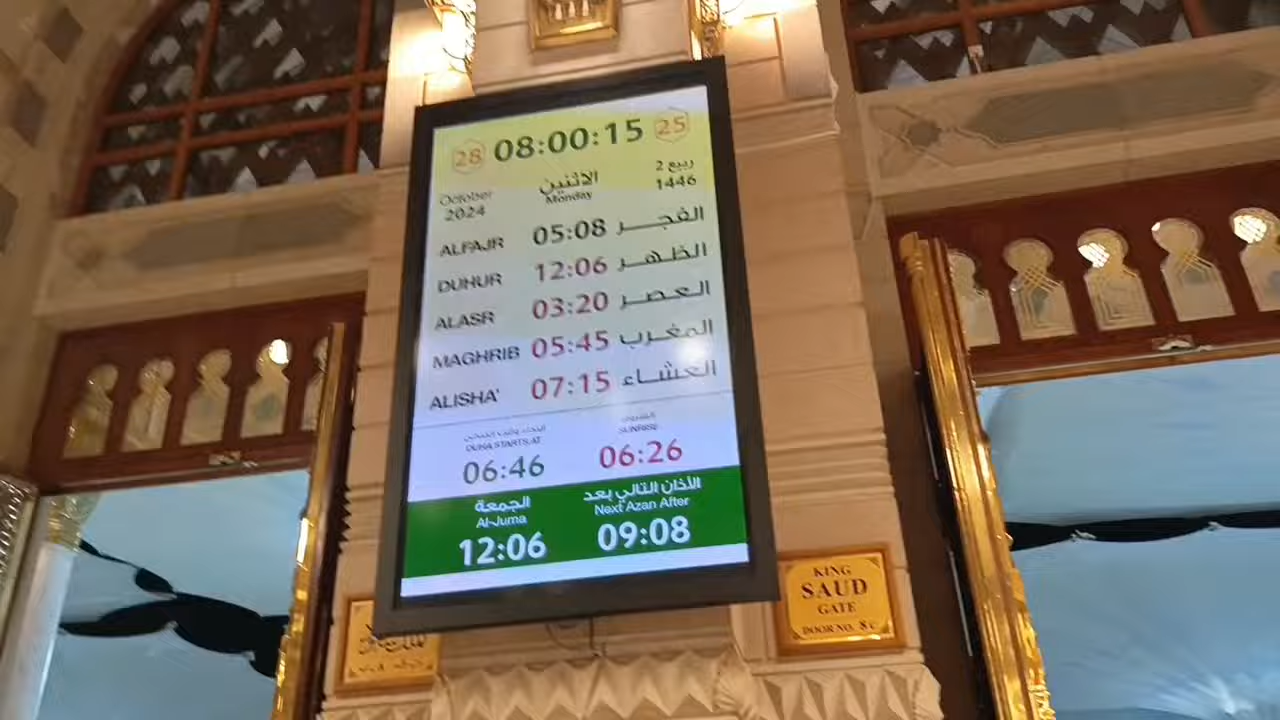 28 08:00:15 25
October 2024
الاثنين
Monday
ربيع 2
1446
ALFAJR 05:08 الفجر
DUHUR 12:06 الظهر
ALASR 03:20 العصر
MAGHRIB 05:45 المغرب
ALISHA' 07:15 العشاء
DUHA STARTS AT
06:46
الشروق
SUNRISE
06:26
الجمعة
Al-Juma
12:06
الأذان التالي بعد
Next Azan After
09:08
KING
SAUD
GATE
DOOR NO. 8 c